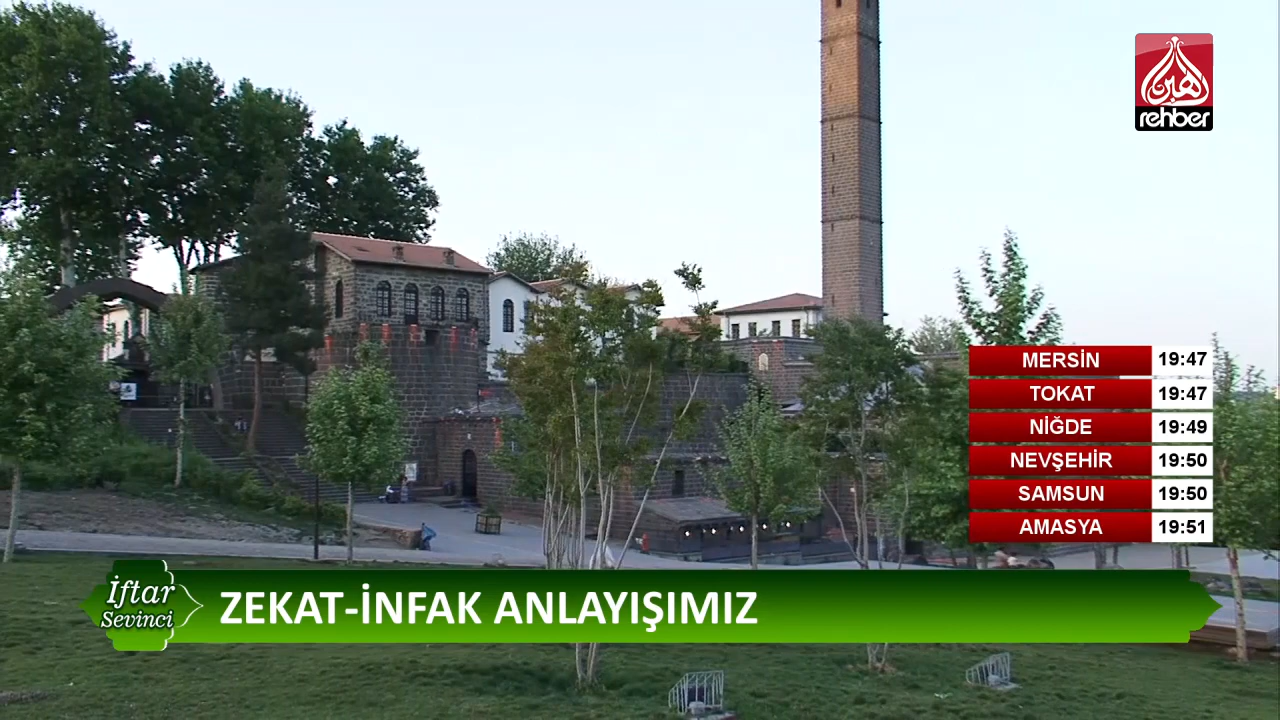 رهبر
rehber
MERSİN 19:47
TOKAT 19:47
NİĞDE 19:49
NEVŞEHİR 19:50
SAMSUN 19:50
AMASYA 19:51
İftar
Sevinci
ZEKAT-İNFAK ANLAYIŞIMIZ